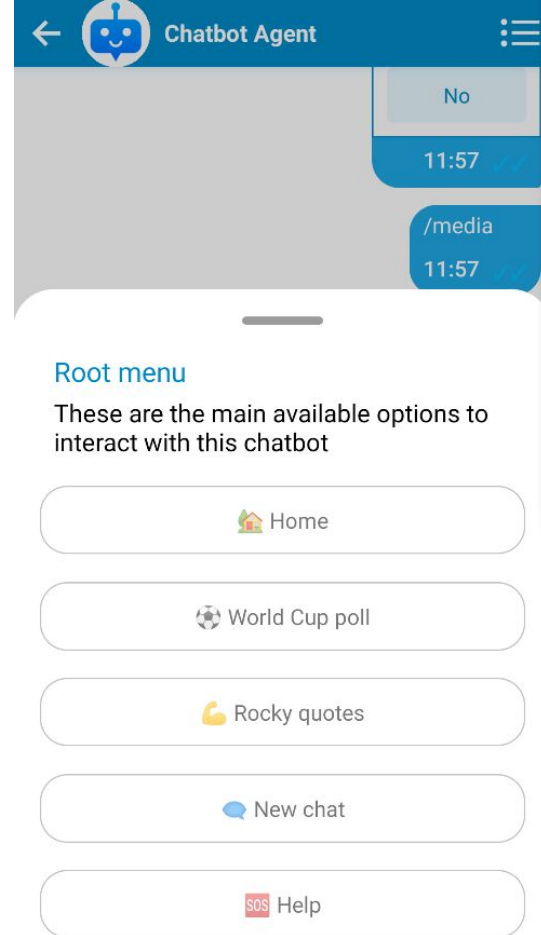 Chatbot Agent
No
11:57
/media
11:57
Root menu
These are the main available options to
interact with this chatbot
🏡 Home
⚽ World Cup poll
💪 Rocky quotes
🗨 New chat
🆘 Help